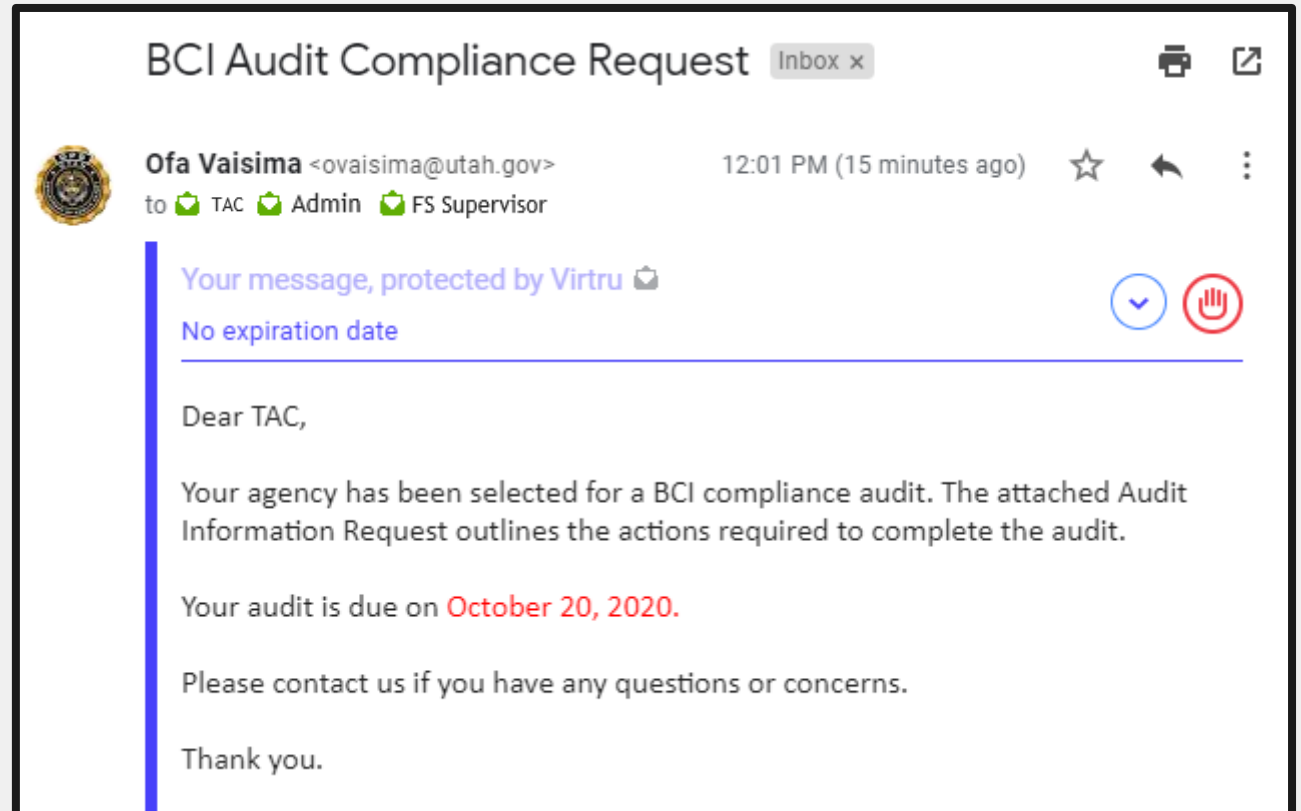 BCI Audit Compliance Request Inbox x
Ofa Vaisima <ovaisima@utah.gov> 12:01 PM (15 minutes ago)
to TAC Admin FS Supervisor
Your message, protected by Virtru
No expiration date
Dear TAC,
Your agency has been selected for a BCI compliance audit. The attached Audit
Information Request outlines the actions required to complete the audit.
Your audit is due on October 20, 2020.
Please contact us if you have any questions or concerns.
Thank you.